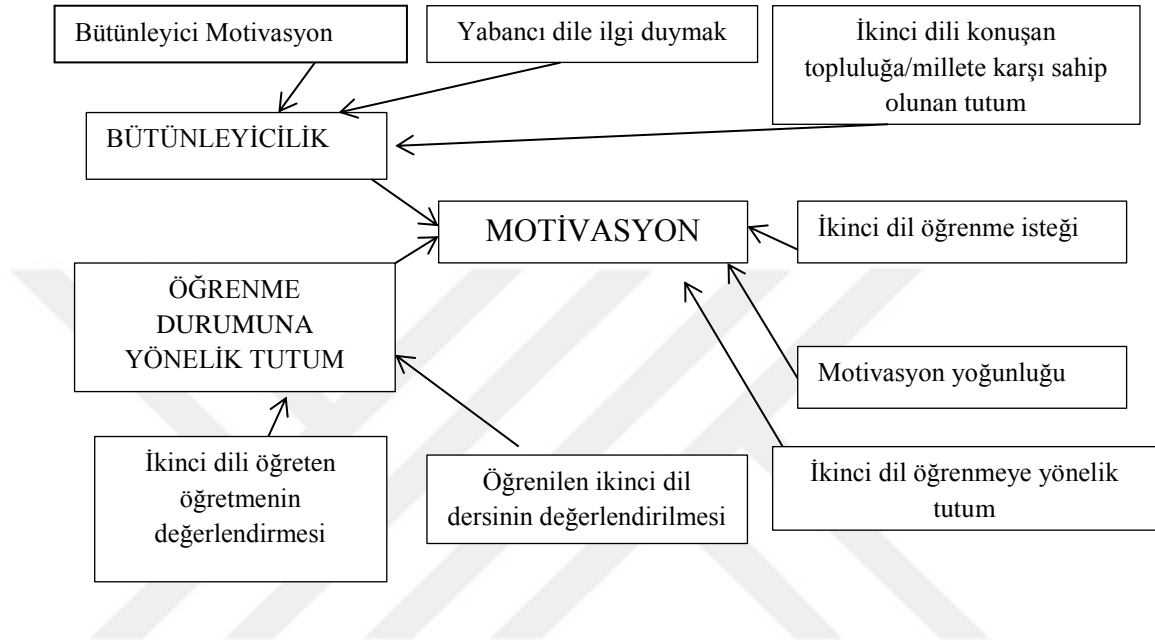 Bütünleyici Motivasyon
Yabancı dile ilgi duymak
İkinci dili konuşan
topluluğa/millete karşı sahip
olunan tutum
BÜTÜNLEYİCİLİK
MOTİVASYON
İkinci dil öğrenme isteği
ÖĞRENME
DURUMUNA
YÖNELİK TUTUM
Motivasyon yoğunluğu
İkinci dili öğreten
öğretmenin
değerlendirmesi
Öğrenilen ikinci dil
dersinin değerlendirilmesi
İkinci dil öğrenmeye yönelik
tutum